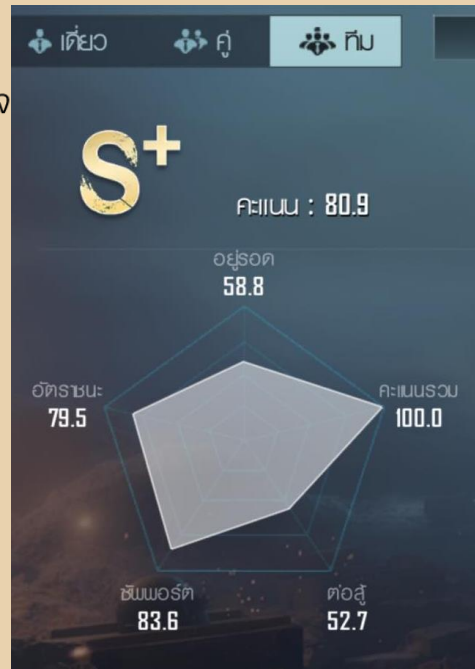 เดี่ยว
คู่
ทีม
ง
S+
คะแนน : 80.9
อยู่รอด
58.8
อัตราชนะ
79.5
คะแนนรวม
100.0
ซัพพอร์ต
83.6
ต่อสู้
52.7